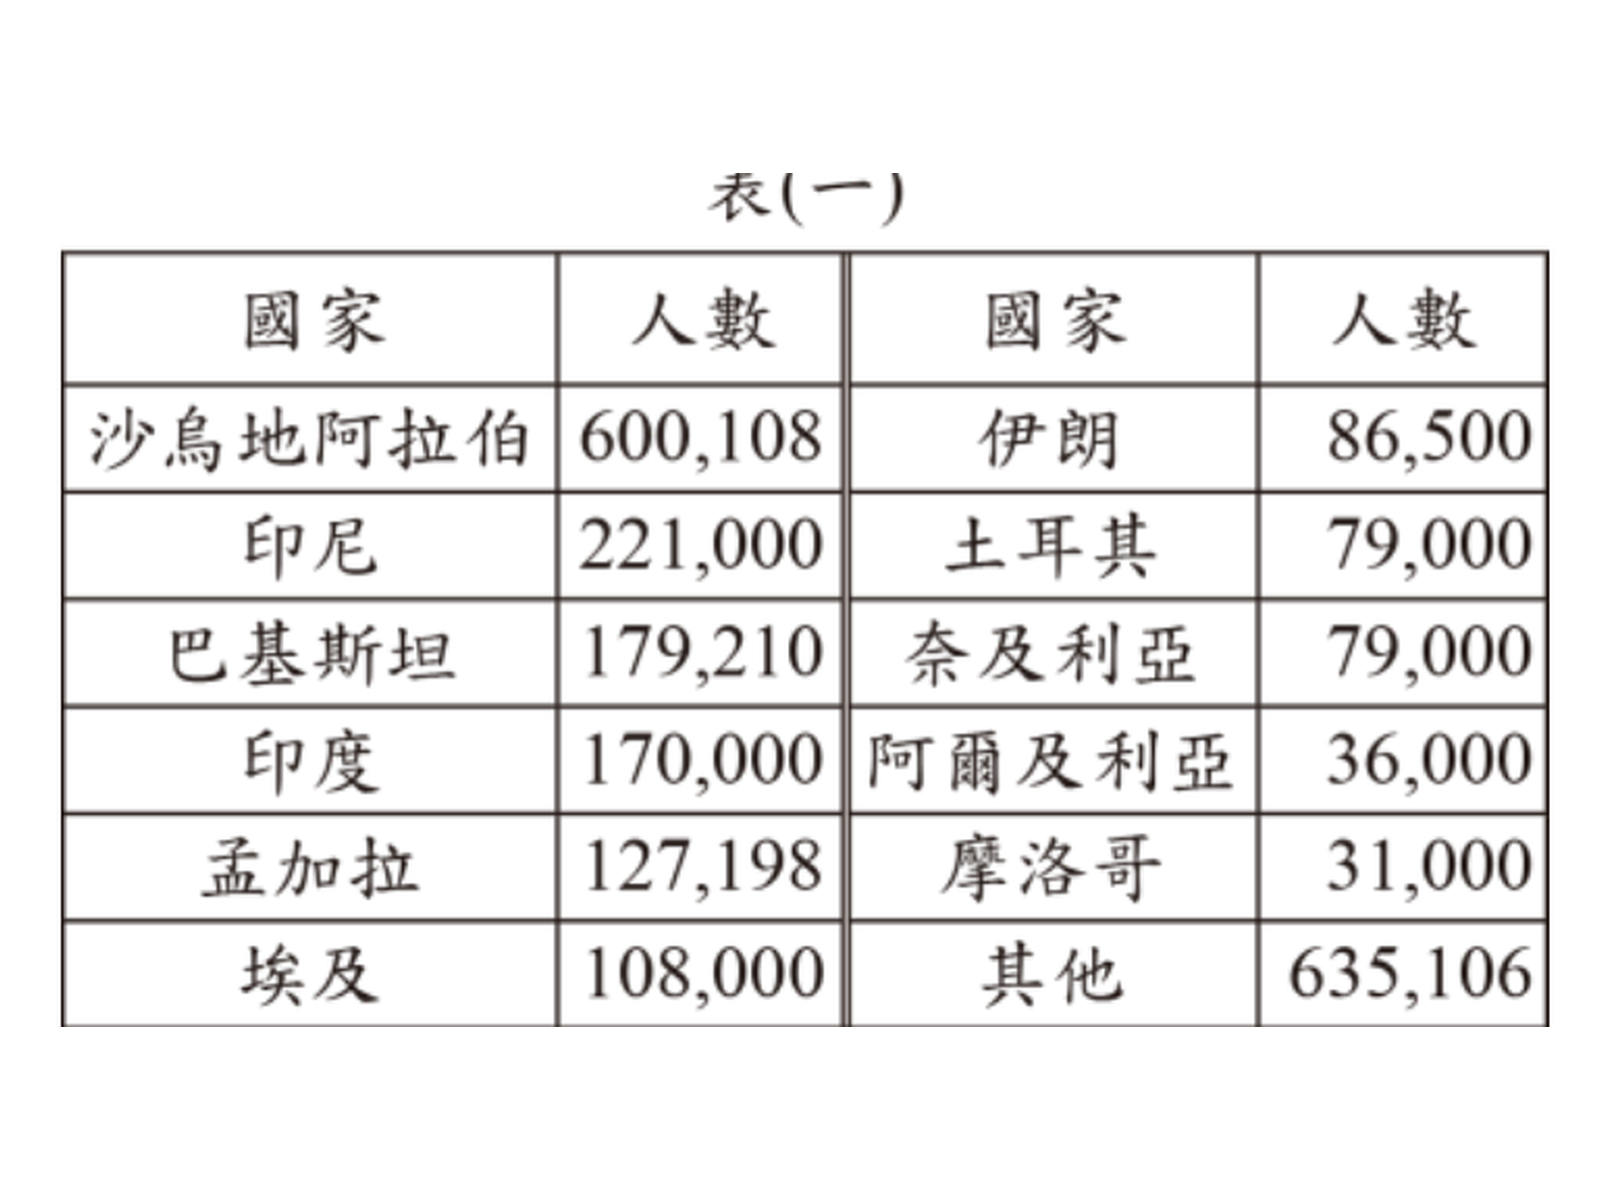 表(一)
國家 人數 國家 人數
沙烏地阿拉伯 600,108 伊朗 86,500
印尼 221,000 土耳其 79,000
巴基斯坦 179,210 奈及利亞 79,000
印度 170,000 阿爾及利亞 36,000
孟加拉 127,198 摩洛哥 31,000
埃及 108,000 其他 635,106